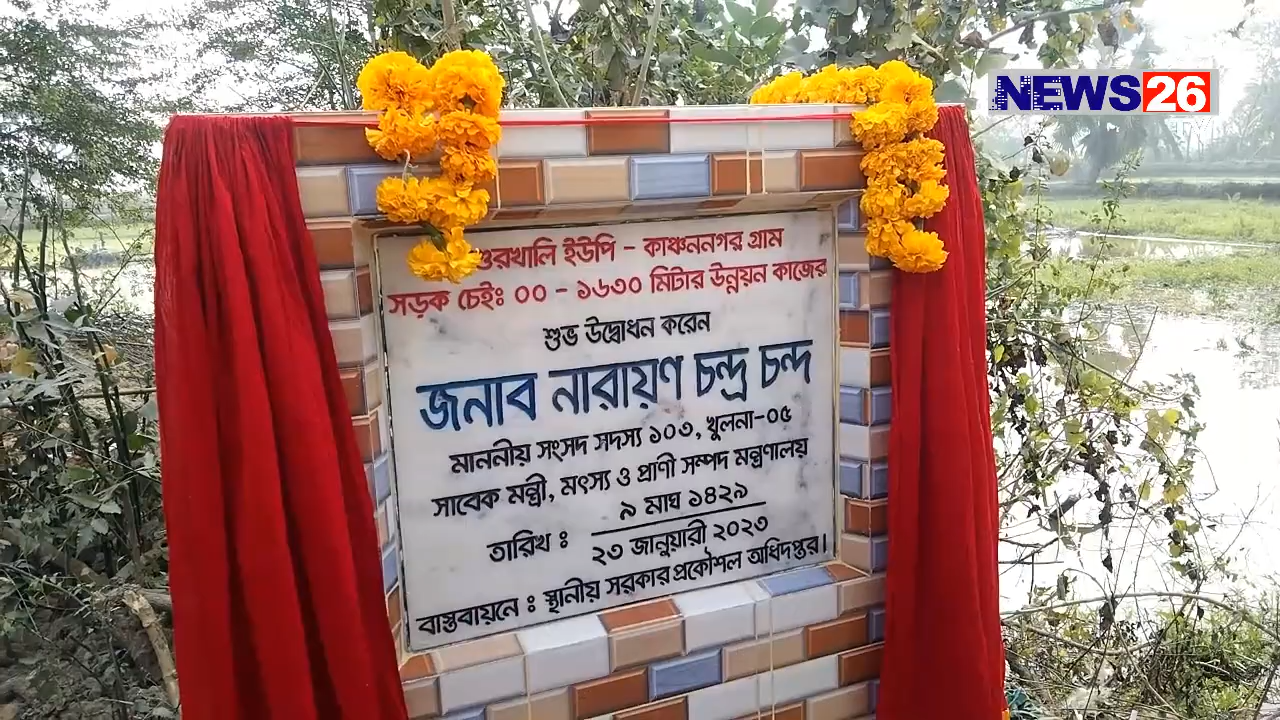 NEWS26
ইউপি - কাঞ্চননগর গ্রাম
সড়ক চেইঃ ০০ - ১৬৩০ মিটার উন্নয়ন কাজের
শুভ উদ্বোধন করেন
জনাব নারায়ণ চন্দ্র চন্দ
মাননীয় সংসদ সদস্য ১০৩, খুলনা-০৫
সাবেক মন্ত্রী, মৎস্য ও প্রাণী সম্পদ মন্ত্রণালয়
তারিখ :
৯ মাঘ ১৪২৯
২৩ জানুয়ারী ২০২৩
বাস্তবায়নে : স্থানীয় সরকার প্রকৌশল অধিদপ্তর।